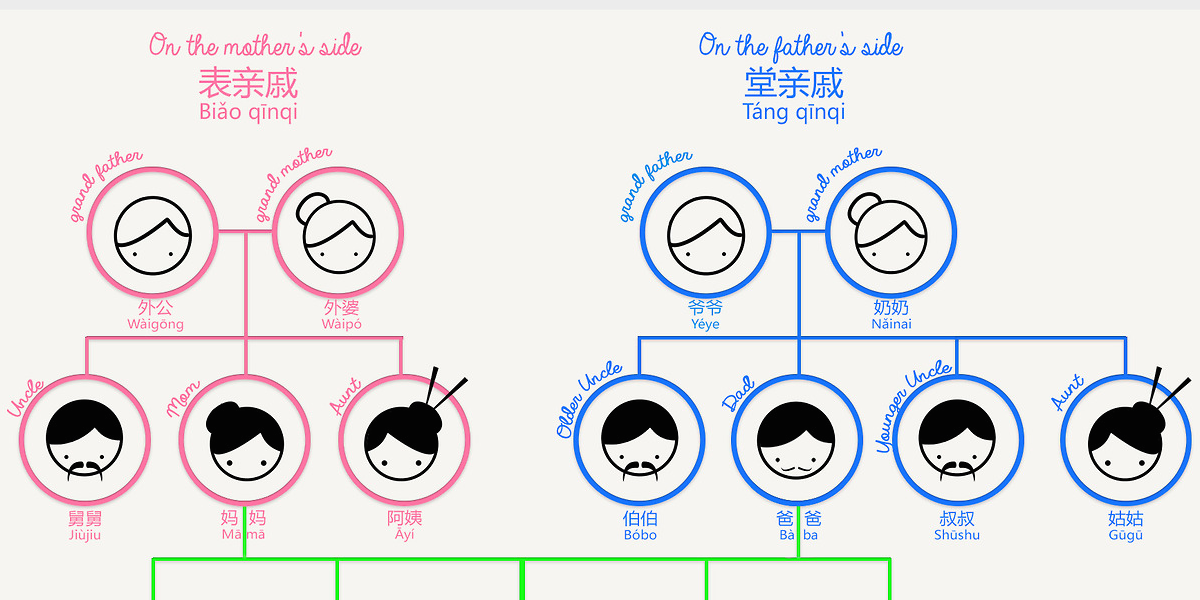 On the mother's side
表亲戚
Biǎo qīnqi
On the father's side
堂亲戚
Táng qīnqi
grand father
grand mother
grand father
grand mother
外公
Wàigōng
外婆
Wàipó
爷爷
Yéye
奶奶
Nǎinai
Uncle
Mom
Aunt
Older Uncle
Dad
Younger Uncle
Aunt
舅舅
Jiùjiu
妈妈
Māmā
阿姨
Āyí
伯伯
Bóbo
爸爸
Bàba
叔叔
Shūshu
姑姑
Gūgū